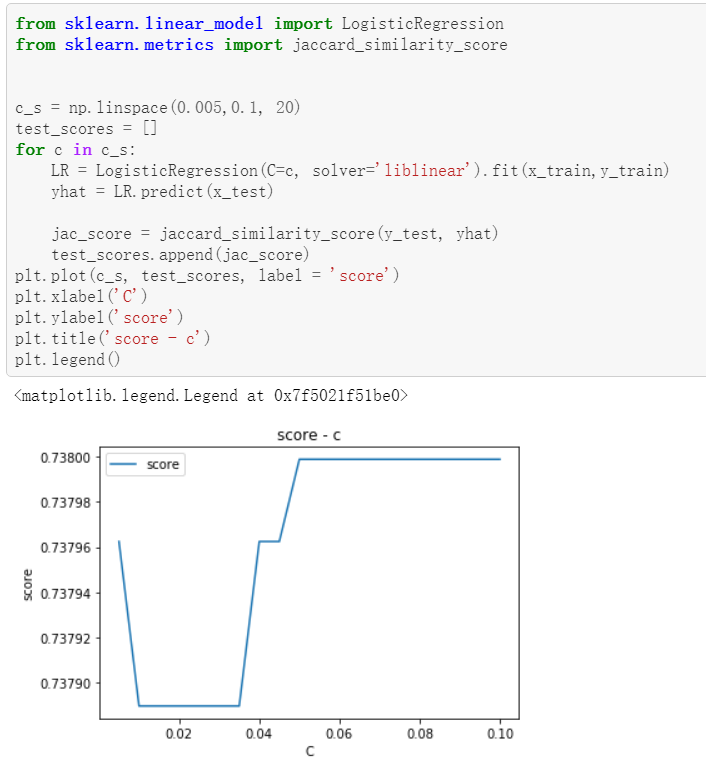 from sklearn.linear_model import LogisticRegression
from sklearn.metrics import jaccard_similarity_score
c_s = np.linspace(0.005,0.1, 20)
test_scores = []
for c in c_s:
    LR = LogisticRegression(C=c, solver='liblinear').fit(x_train,y_train)
    yhat = LR.predict(x_test)
    jac_score = jaccard_similarity_score(y_test, yhat)
    test_scores.append(jac_score)
plt.plot(c_s, test_scores, label = 'score')
plt.xlabel('C')
plt.ylabel('score')
plt.title('score - c')
plt.legend()
<matplotlib.legend.Legend at 0x7f5021f51be0>
score - c
score
0.73800
0.73798
0.73796
0.73794
0.73792
0.73790
score
0.02 0.04 0.06 0.08 0.10
C